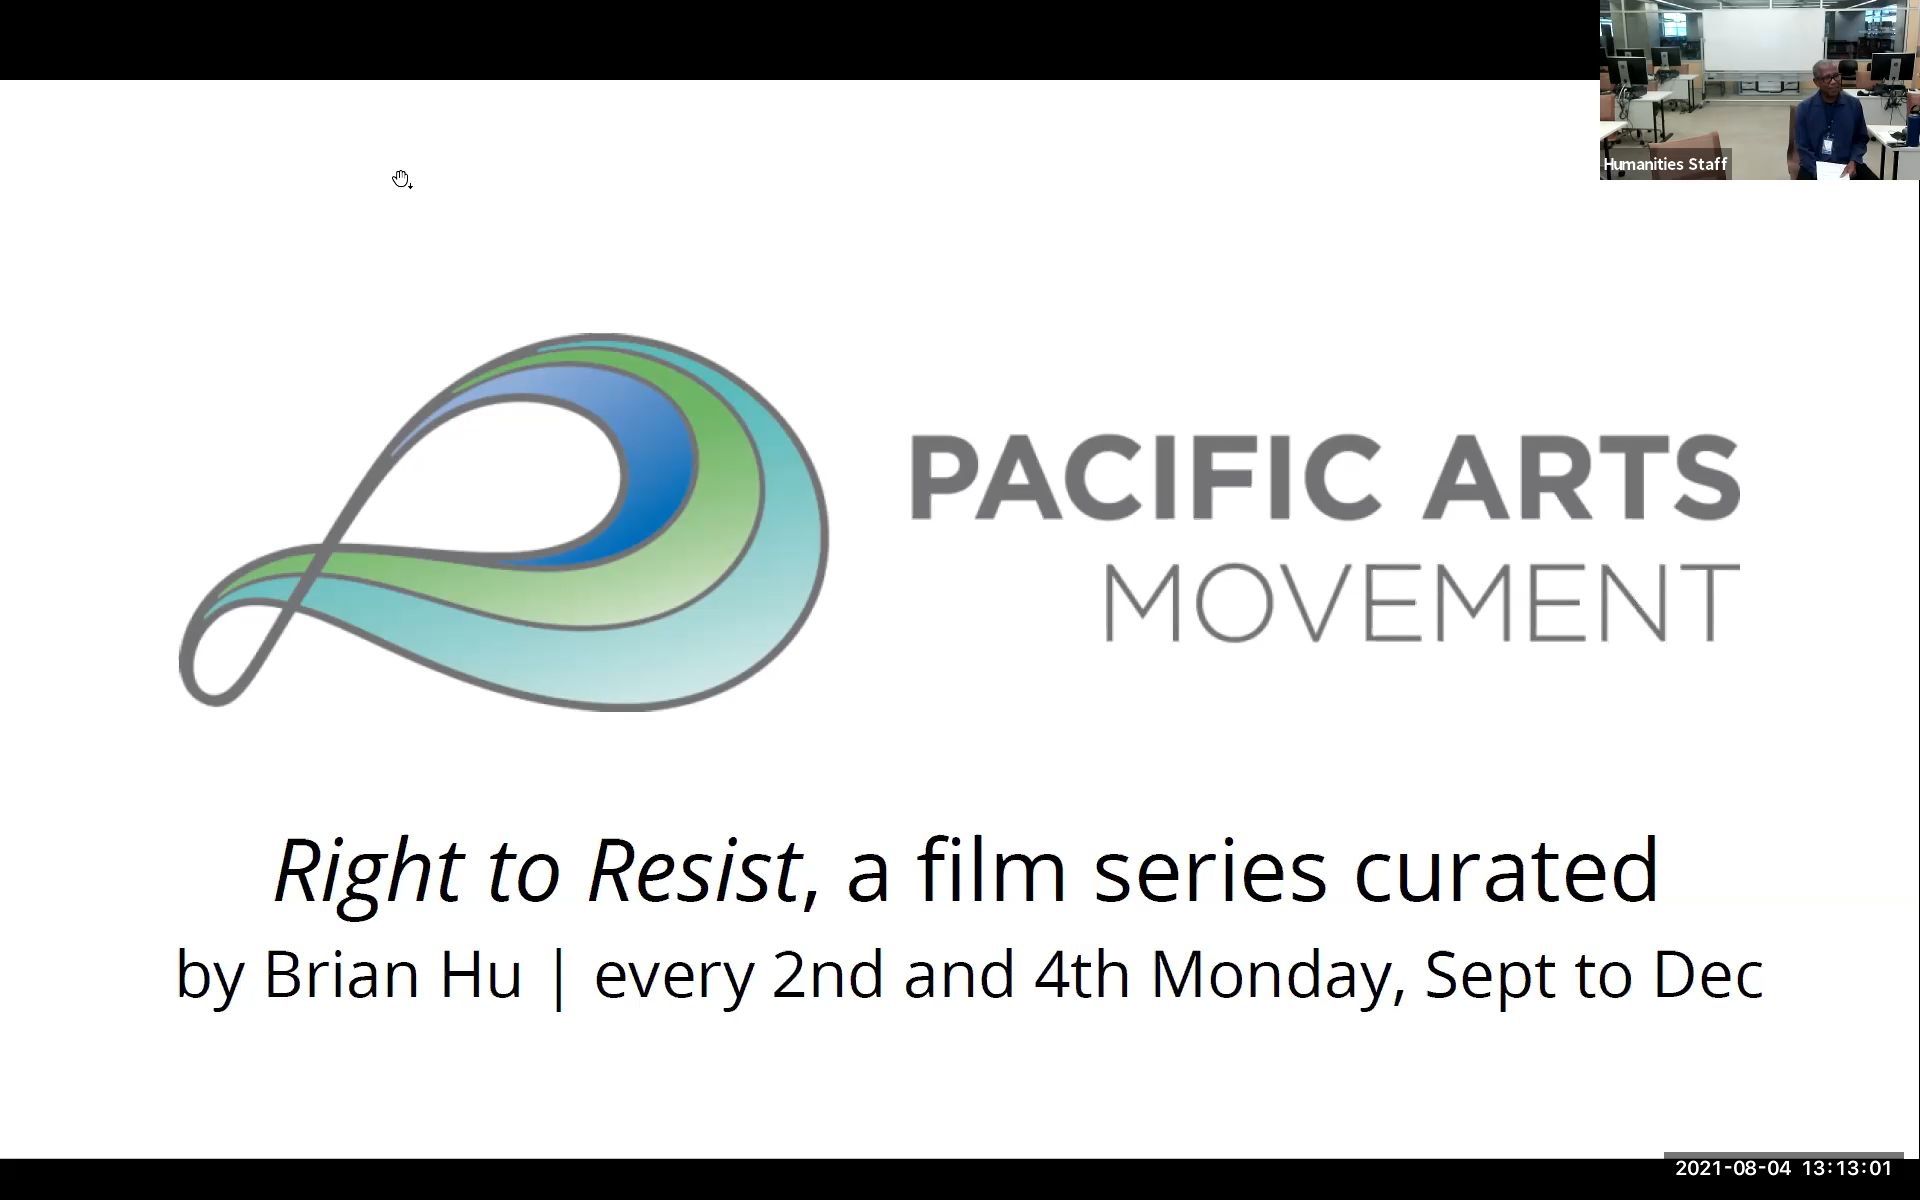 Humanities Staff
PACIFIC ARTS
MOVEMENT
Right to Resist, a film series curated
by Brian Hu | every 2nd and 4th Monday, Sept to Dec
2021-08-04 13:13:01